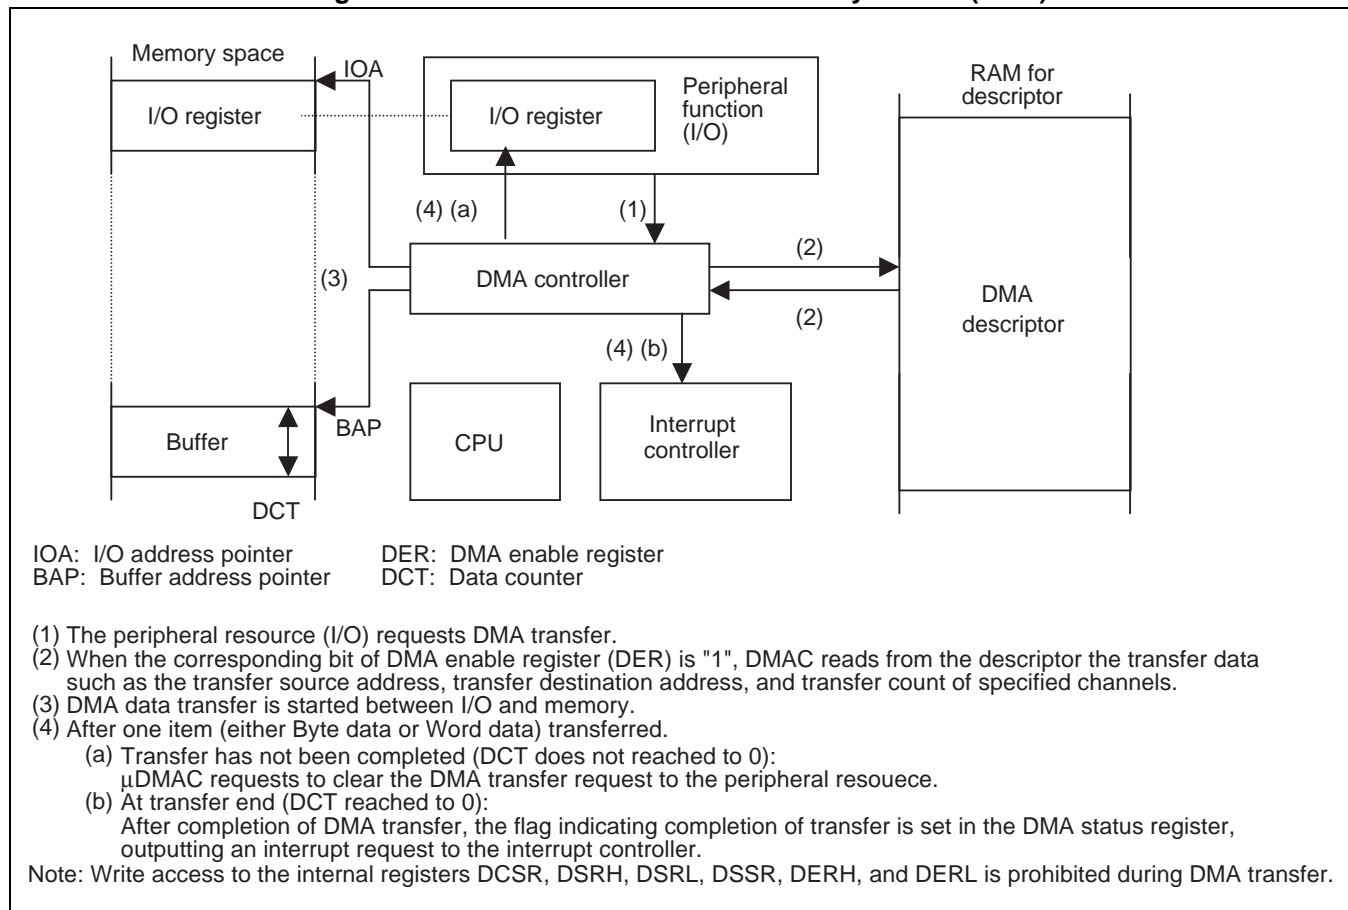 Memory space
IOA
I/O register
I/O register
Peripheral
function
(I/O)
RAM for
descriptor
(4) (a)
(1)
(2)
(3)
DMA controller
(2)
DMA
descriptor
(4) (b)
BAP
Buffer
CPU
Interrupt
controller
DCT
IOA: I/O address pointer DER: DMA enable register
BAP: Buffer address pointer DCT: Data counter
(1) The peripheral resource (I/O) requests DMA transfer.
(2) When the corresponding bit of DMA enable register (DER) is "1", DMAC reads from the descriptor the transfer data
such as the transfer source address, transfer destination address, and transfer count of specified channels.
(3) DMA data transfer is started between I/O and memory.
(4) After one item (either Byte data or Word data) transferred.
(a) Transfer has not been completed (DCT does not reached to 0):
μDMAC requests to clear the DMA transfer request to the peripheral resouece.
(b) At transfer end (DCT reached to 0):
After completion of DMA transfer, the flag indicating completion of transfer is set in the DMA status register,
outputting an interrupt request to the interrupt controller.
Note: Write access to the internal registers DCSR, DSRH, DSRL, DSSR, DERH, and DERL is prohibited during DMA transfer.